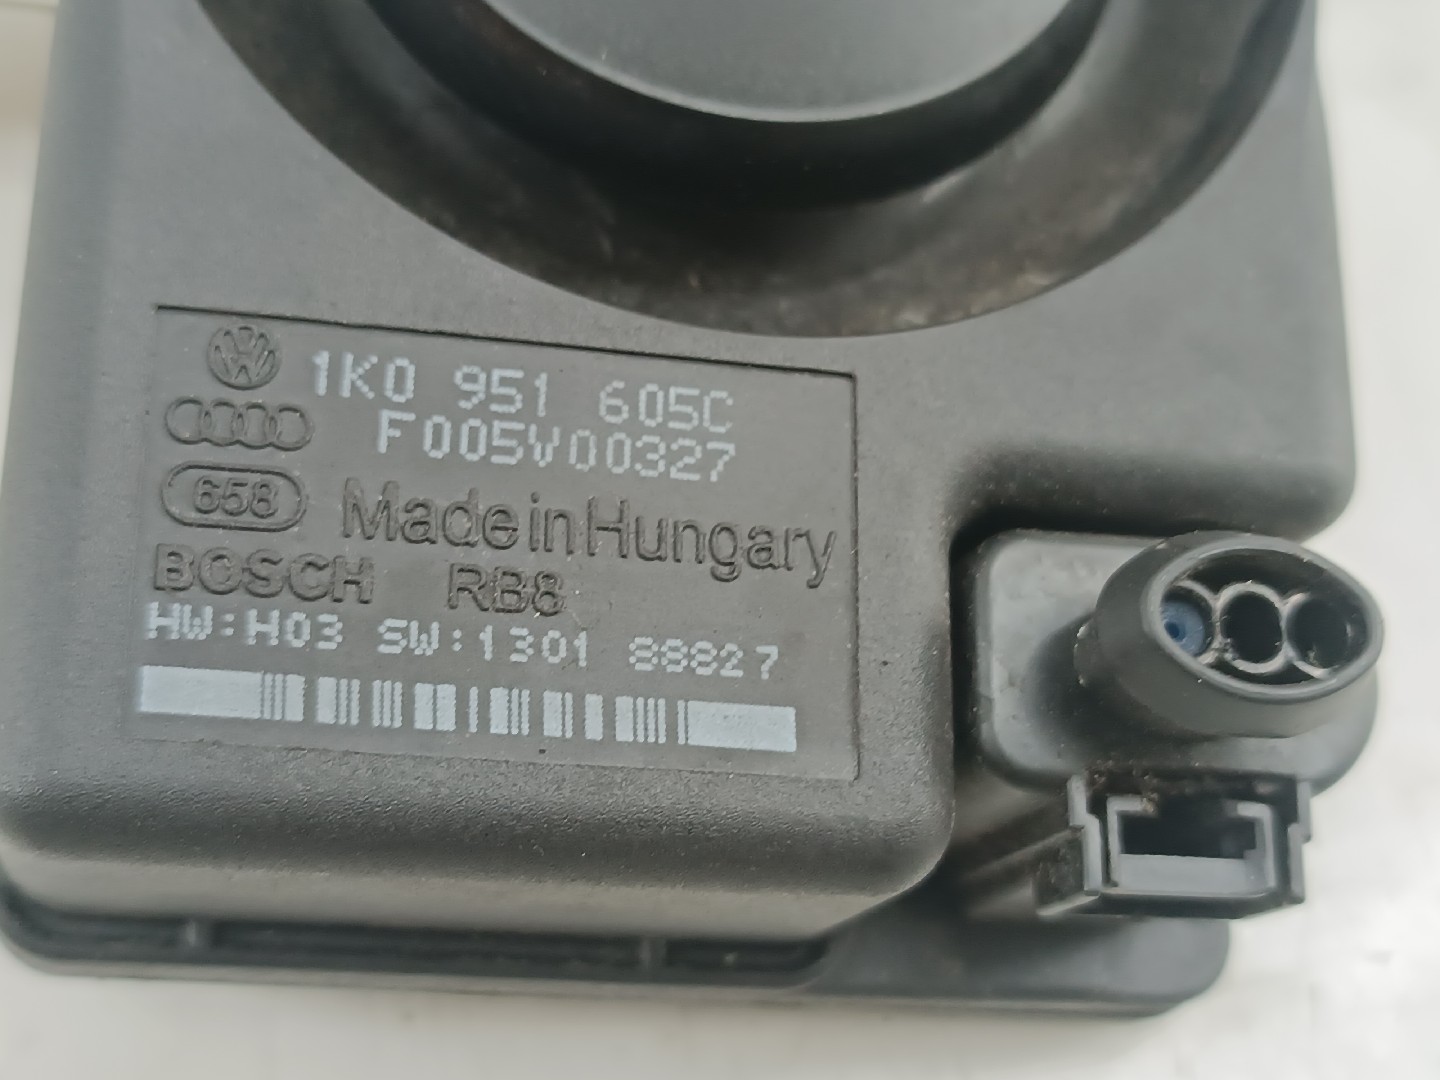 1K0 951 605C
F005V00327
658 Made in Hungary
BOSCH RB8
HW:H03 SW:1301 88827